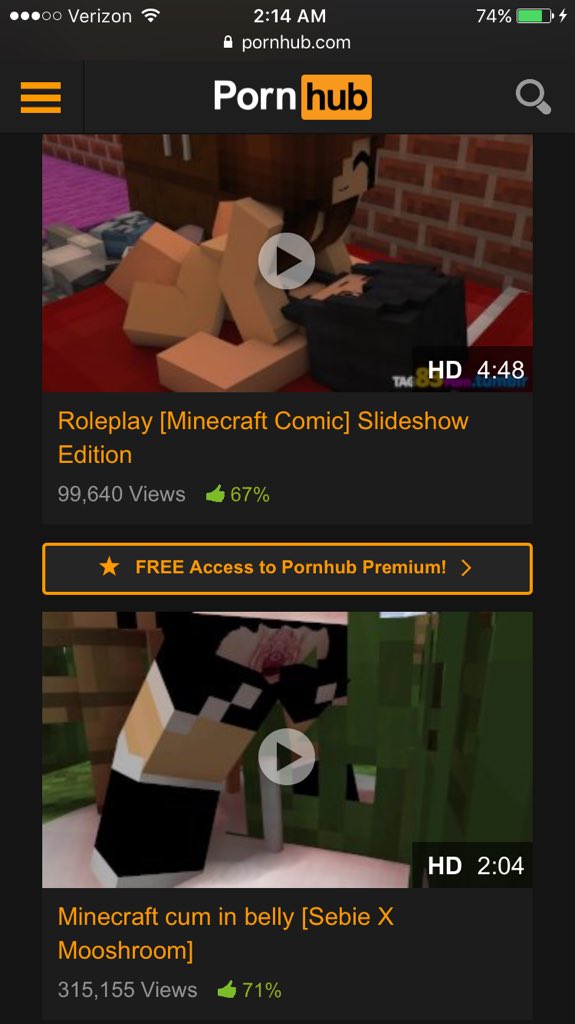 Verizon 2:14 AM 74%
pornhub.com
Porn hub
HD 4:48
Roleplay [Minecraft Comic] Slideshow
Edition
99,640 Views 67%
FREE Access to Pornhub Premium!
HD 2:04
Minecraft cum in belly [Sebie X
Mooshroom]
315,155 Views 71%